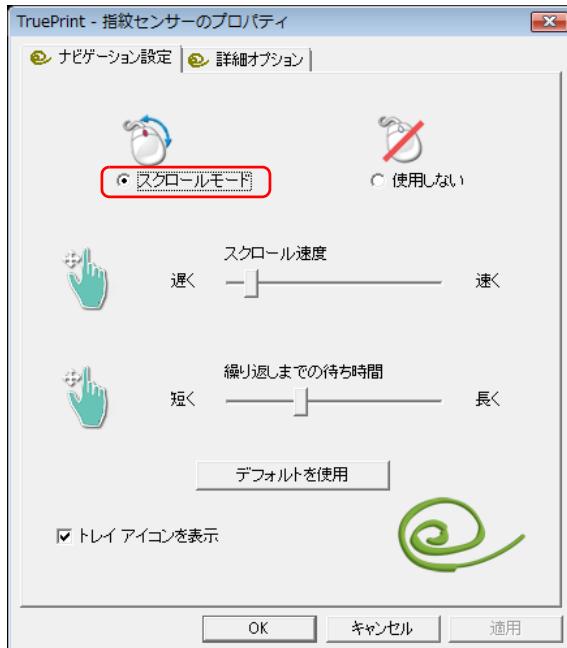 TruePrint - 指紋センサーのプロパティ
ナビゲーション設定 詳細オプション
スクロールモード 使用しない
スクロール速度
遅く 速く
繰り返しまでの待ち時間
短く 長く
デフォルトを使用
トレイ アイコンを表示
OK キャンセル 適用